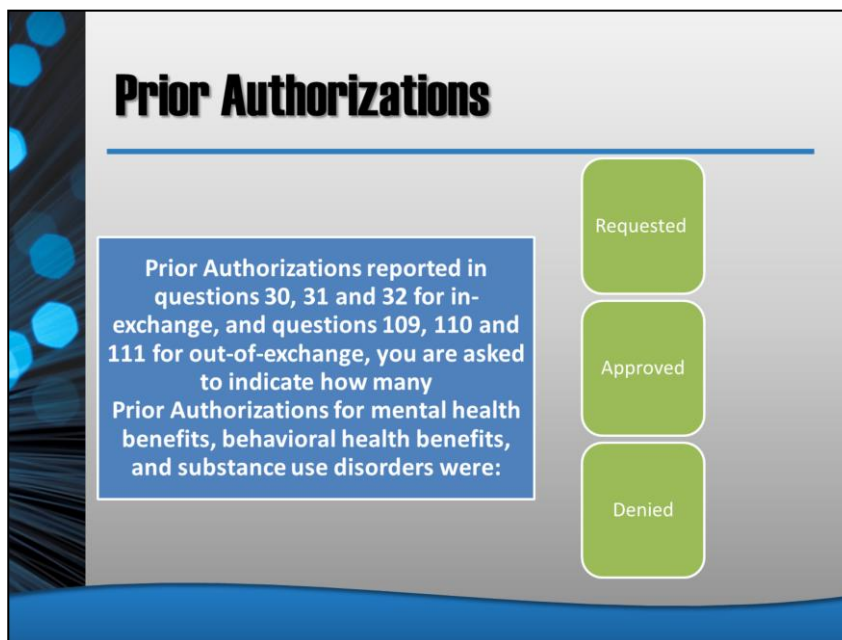 Prior Authorizations
Prior Authorizations reported in
questions 30, 31 and 32 for in-
exchange, and questions 109, 110 and
111 for out-of-exchange, you are asked
to indicate how many
Prior Authorizations for mental health
benefits, behavioral health benefits,
and substance use disorders were:
Requested
Approved
Denied